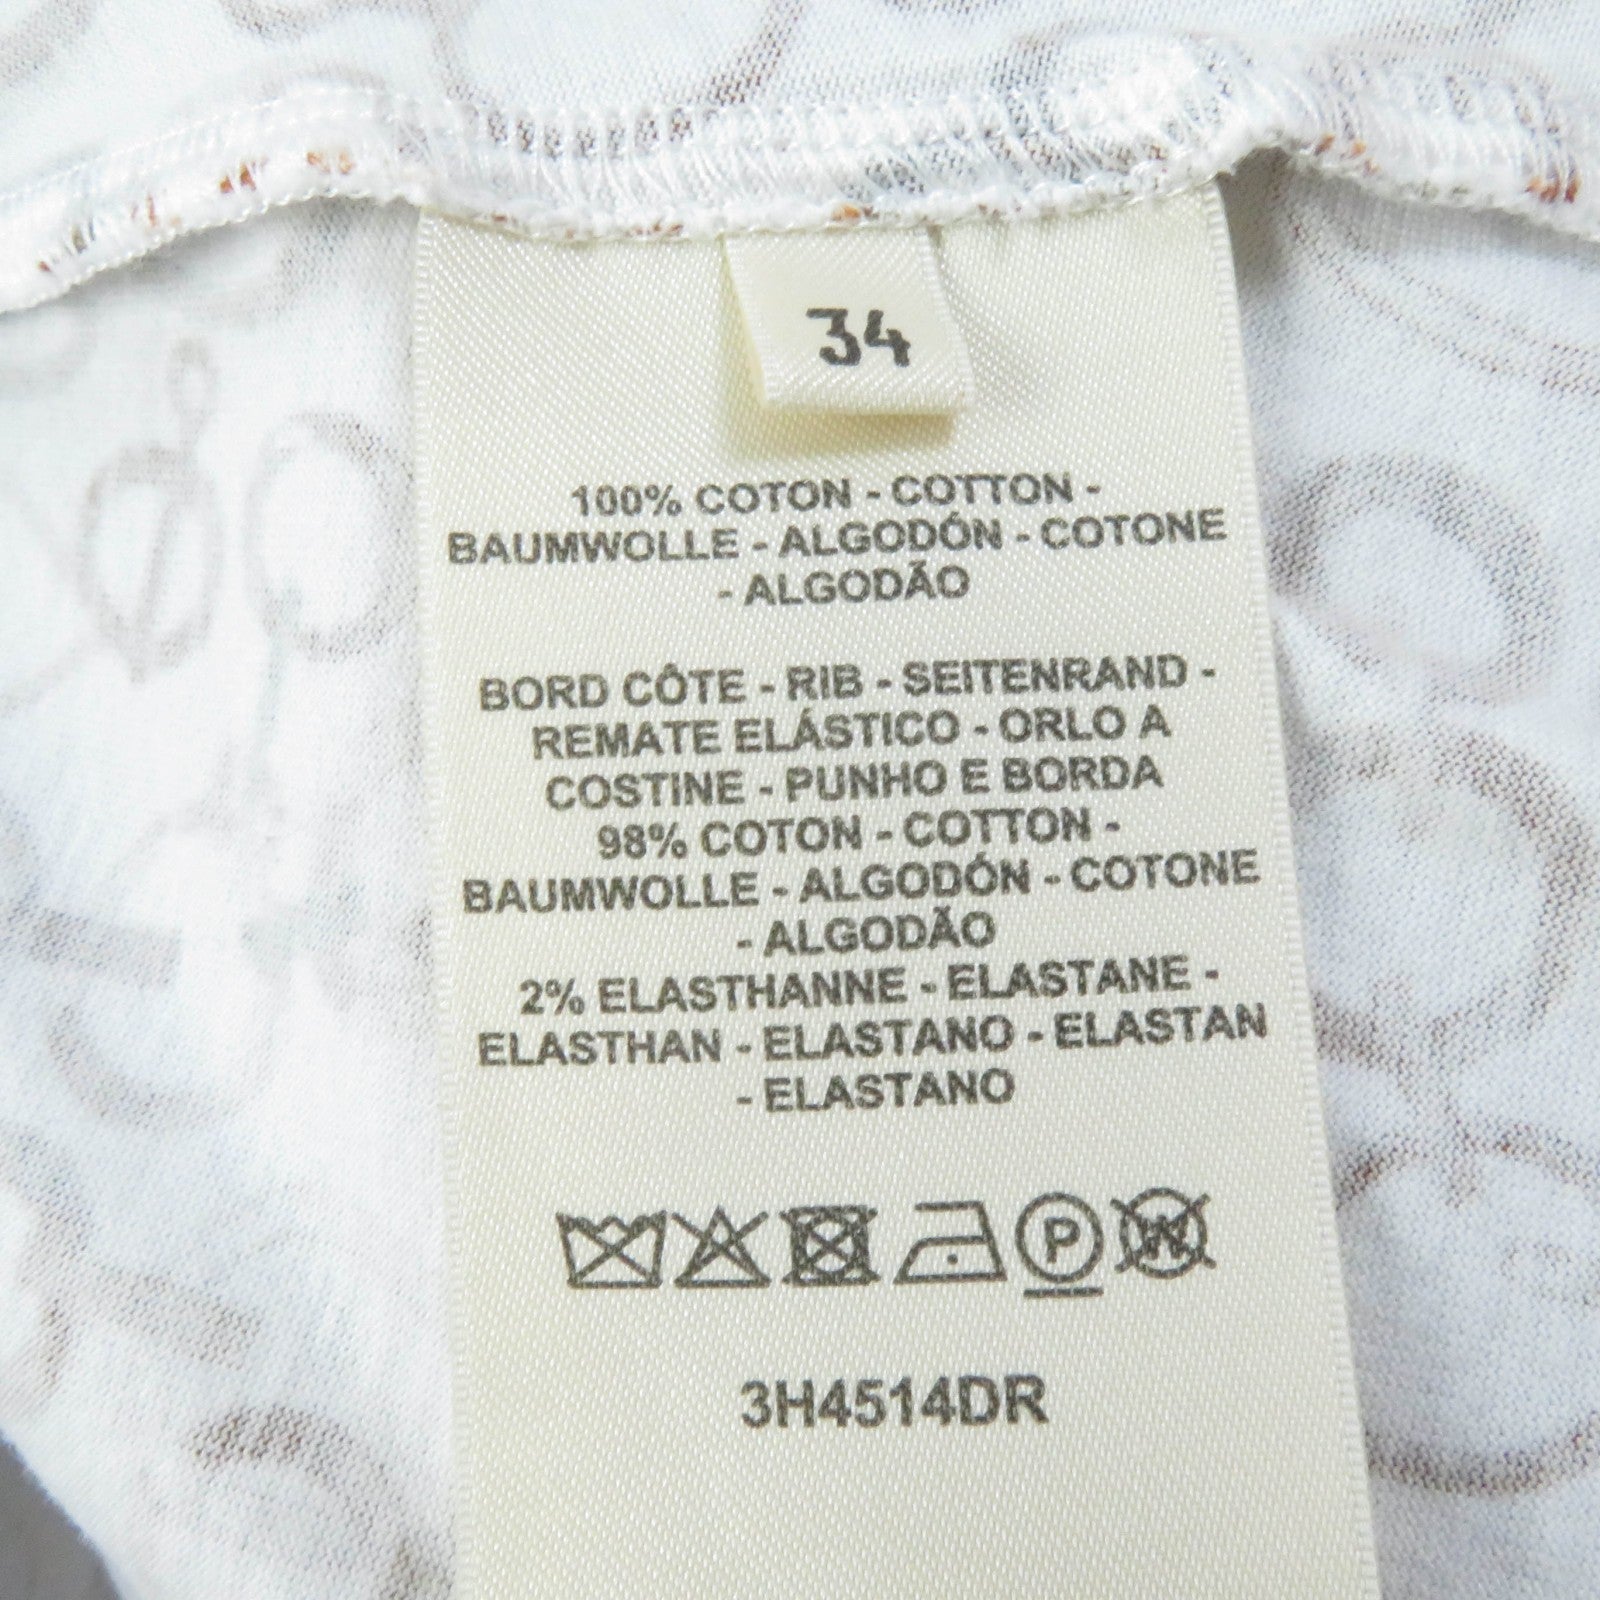 34
100% COTON - COTTON -
BAUMWOLLE - ALGODÓN - COTONE
- ALGODÃO
BORD CÔTE - RIB - SEITENRAND -
REMATE ELÁSTICO - ORLO A
COSTINE - PUNHO E BORDA
98% COTON - COTTON -
BAUMWOLLE - ALGODÓN - COTONE
- ALGODÃO
2% ELASTHANNE - ELASTANE -
ELASTHAN - ELASTANO - ELASTAN
- ELASTANO
P W
3H4514DR